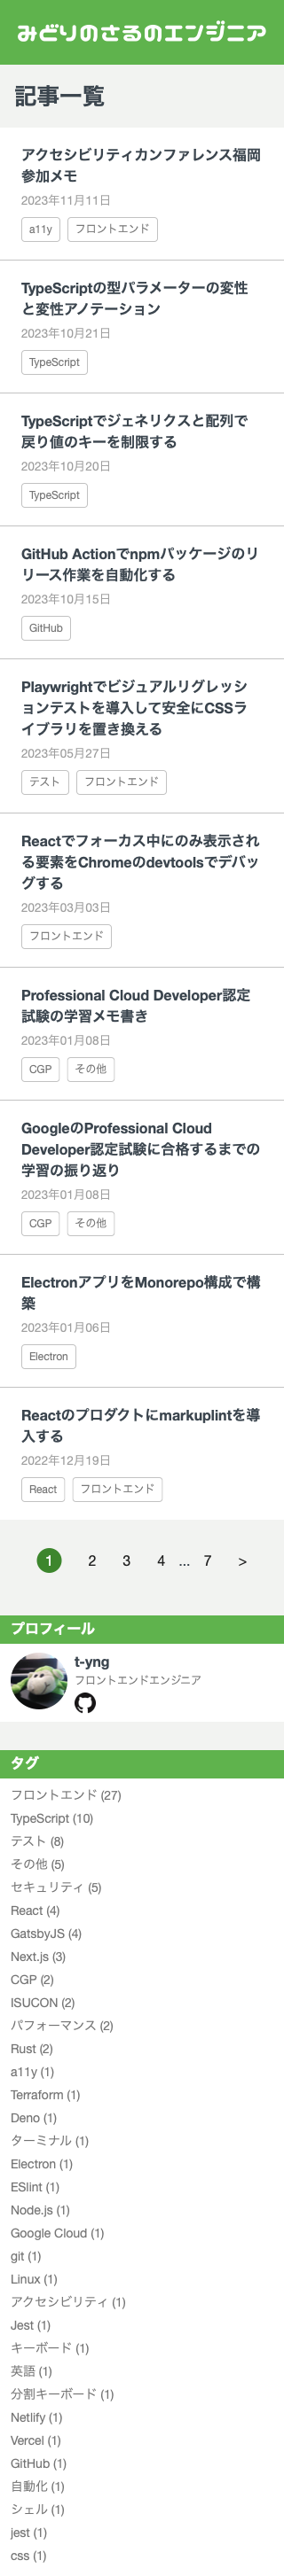 みどりのさるのエンジニア
記事一覧
アクセシビリティカンファレンス福岡
参加メモ
2023年11月11日
a11y フロントエンド
TypeScriptの型パラメーターの変性
と変性アノテーション
2023年10月21日
TypeScript
TypeScriptでジェネリクスと配列で
戻り値のキーを制限する
2023年10月20日
TypeScript
GitHub Actionでnpmパッケージのリ
リース作業を自動化する
2023年10月15日
GitHub
Playwrightでビジュアルリグレッシ
ョンテストを導入して安全にCSSラ
イブラリを置き換える
2023年05月27日
テスト フロントエンド
Reactでフォーカス中にのみ表示され
る要素をChromeのdevtoolsでデバッ
グする
2023年03月03日
フロントエンド
Professional Cloud Developer認定
試験の学習メモ書き
2023年01月08日
CGP その他
GoogleのProfessional Cloud
Developer認定試験に合格するまでの
学習の振り返り
2023年01月08日
CGP その他
ElectronアプリをMonorepo構成で構
築
2023年01月06日
Electron
Reactのプロダクトにmarkuplintを導
入する
2022年12月19日
React フロントエンド
1 2 3 4 ... 7 >
プロフィール
t-yng
フロントエンドエンジニア
タグ
フロントエンド (27)
TypeScript (10)
テスト (8)
その他 (5)
セキュリティ (5)
React (4)
GatsbyJS (4)
Next.js (3)
CGP (2)
ISUCON (2)
パフォーマンス (2)
Rust (2)
a11y (1)
Terraform (1)
Deno (1)
ターミナル (1)
Electron (1)
ESlint (1)
Node.js (1)
Google Cloud (1)
git (1)
Linux (1)
アクセシビリティ (1)
Jest (1)
キーボード (1)
英語 (1)
分割キーボード (1)
Netlify (1)
Vercel (1)
GitHub (1)
自動化 (1)
シェル (1)
jest (1)
css (1)